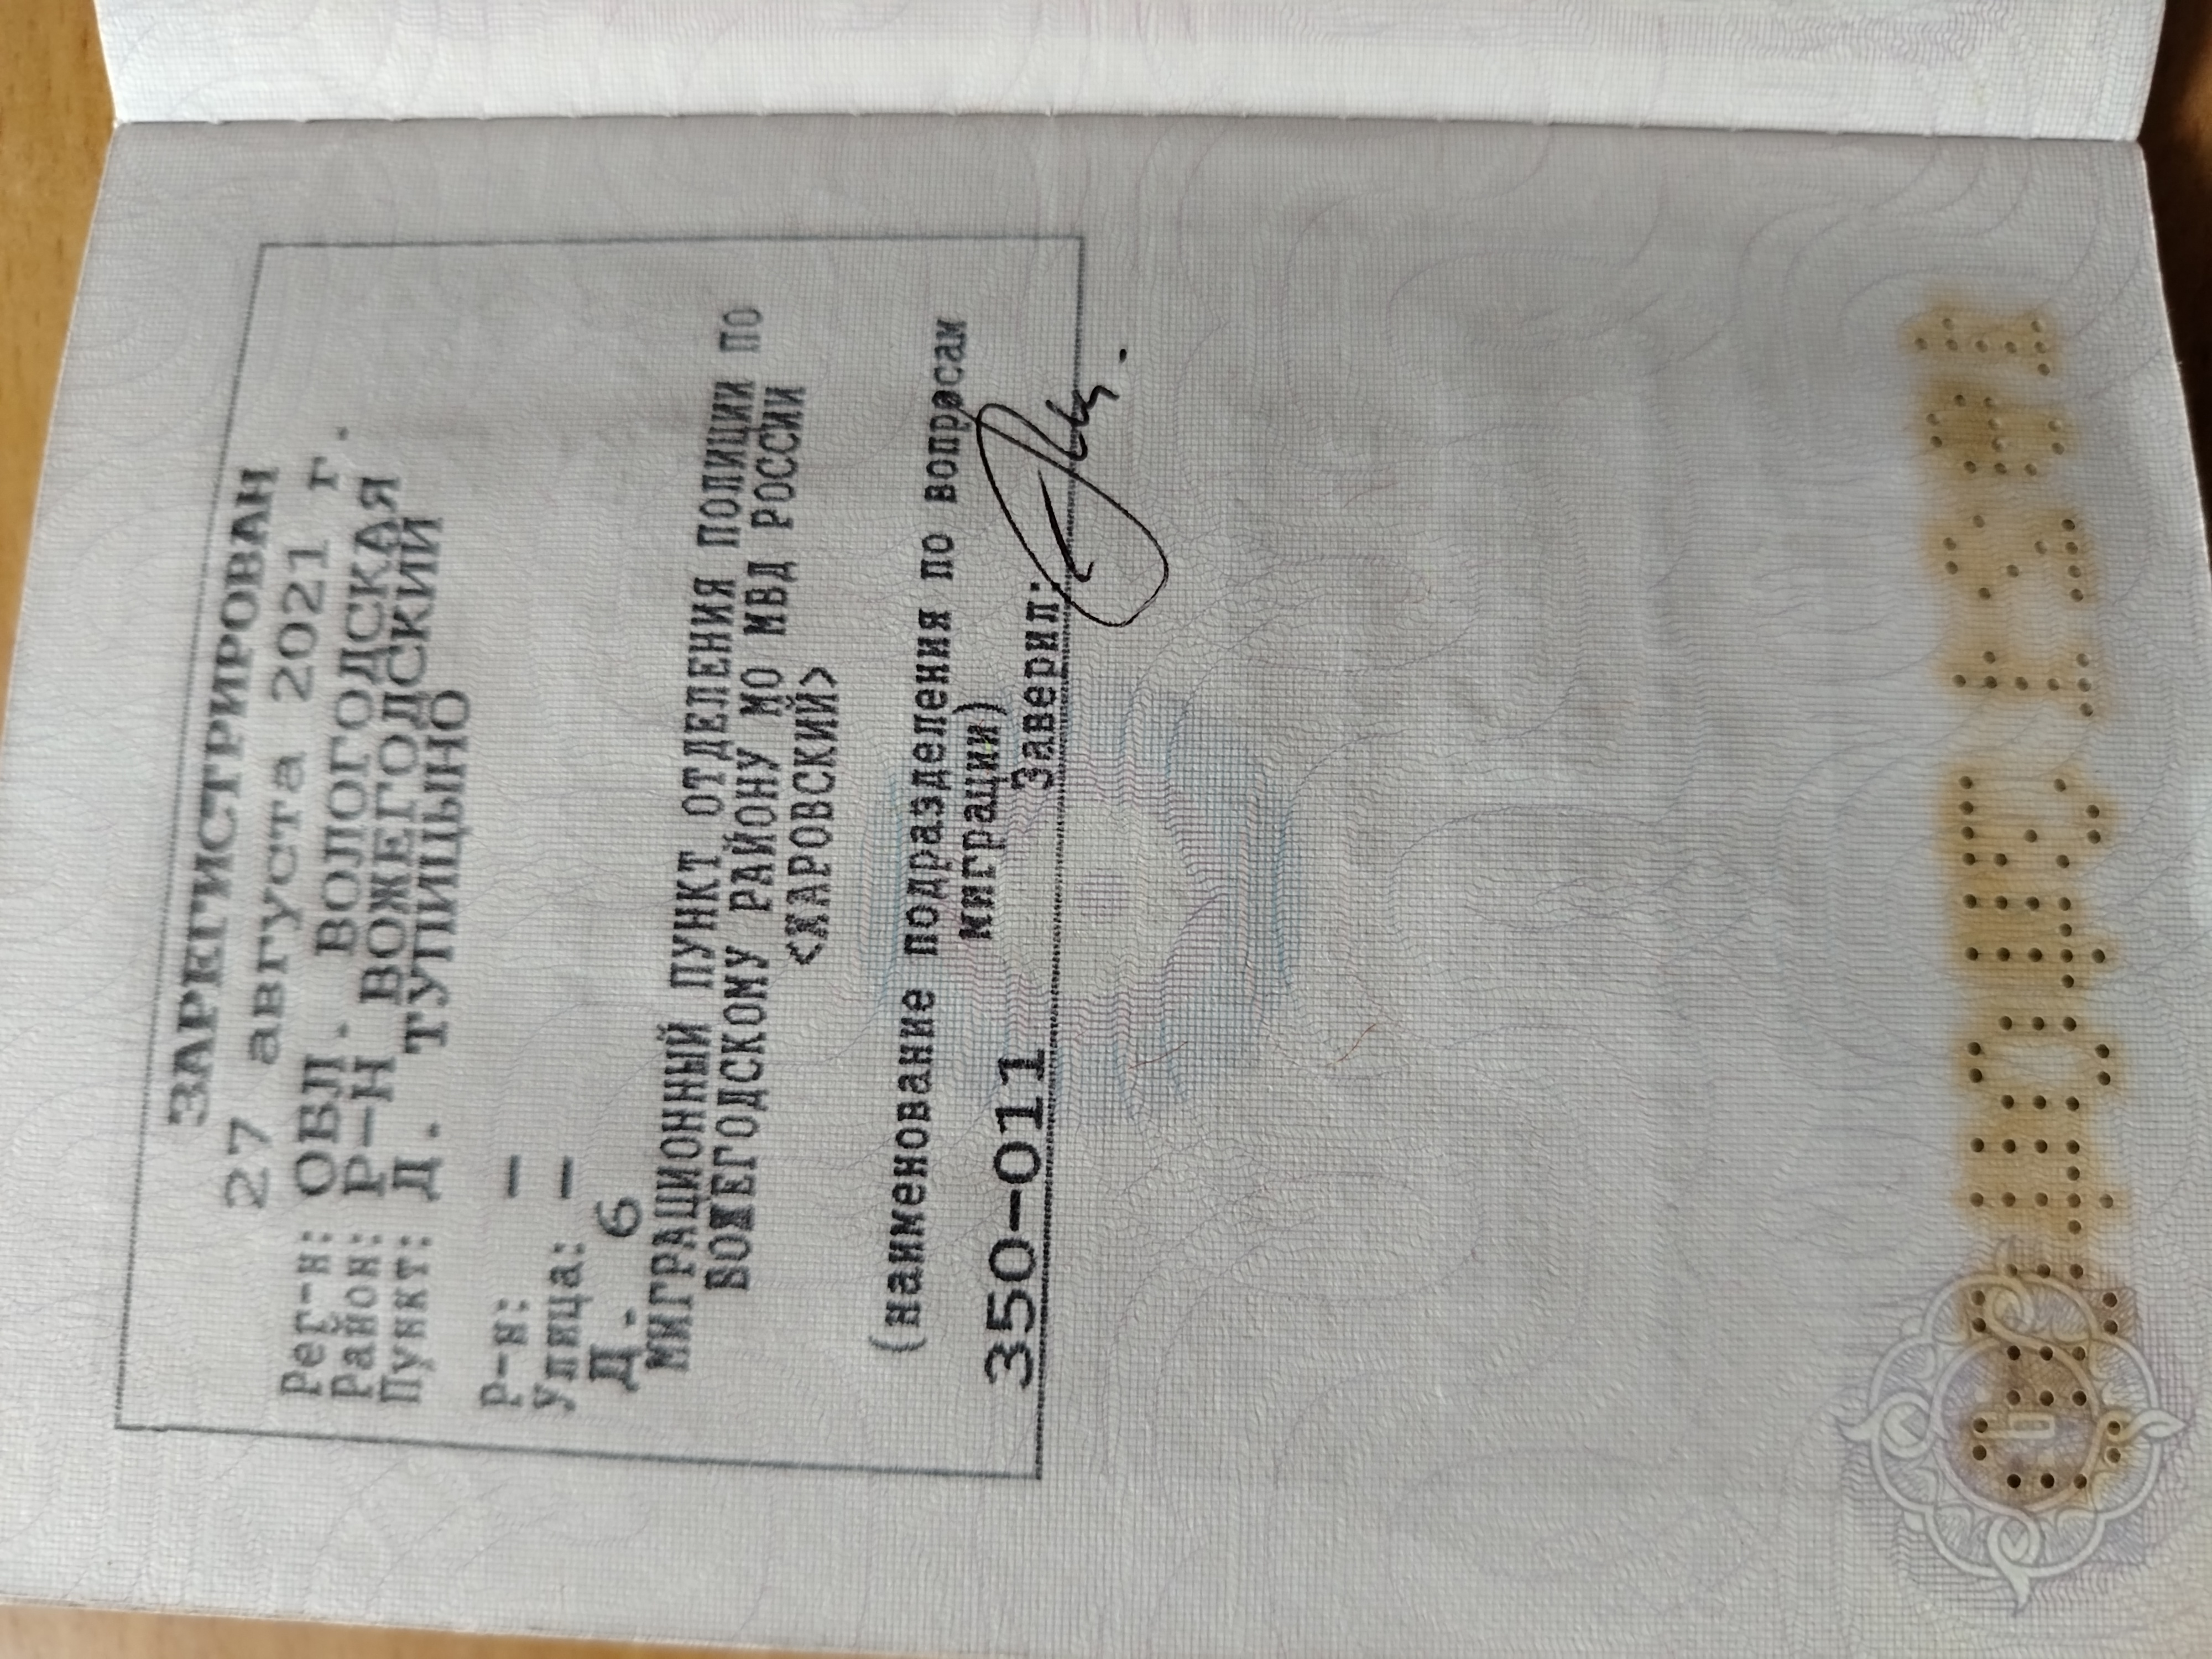 ЗАРЕГИСТРИРОВАН
27 августа 2021 г.
Рег-н: ОБЛ. ВОЛОГОДСКАЯ
Район: Р-Н ВОЖЕГОДСКИЙ
Пункт: Д. ТУПИЦЫНО
Р-н: –
Улица: –
Д. 6
МИГРАЦИОННЫЙ ПУНКТ ОТДЕЛЕНИЯ ПОЛИЦИИ ПО
ВОЖЕГОДСКОМУ РАЙОНУ МО МВД РОССИИ
<ХАРОВСКИЙ>
(наименование подразделения по вопросам
миграции)
350-011 Заверил: